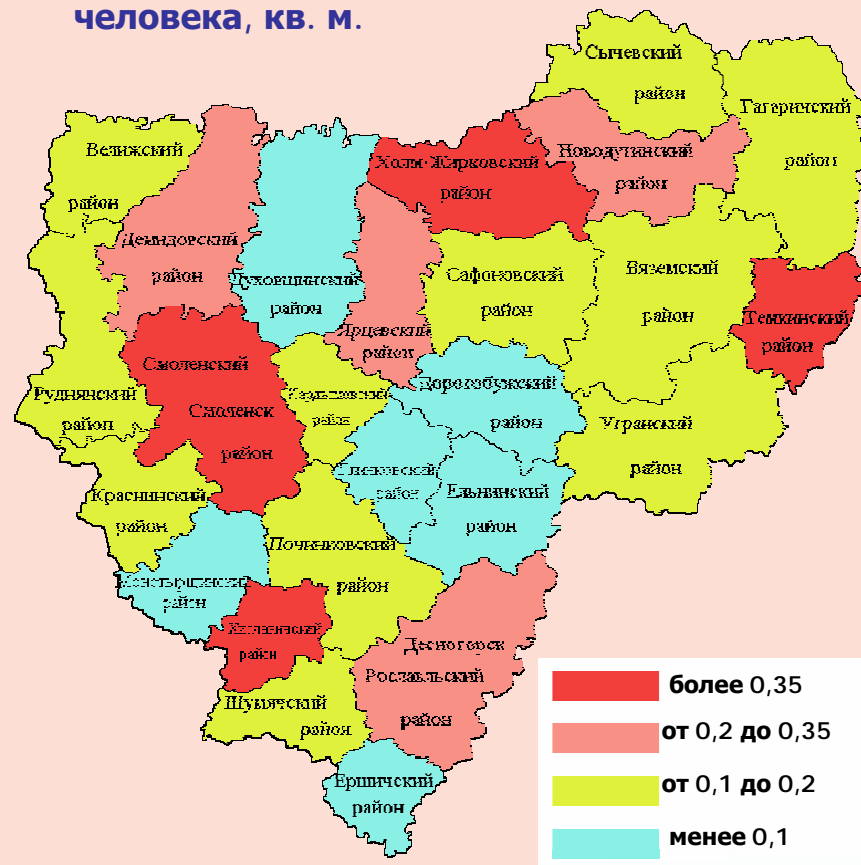 человека, кв. м.
Сычевский
район
Гагаринский
район
Велижский
район
Холм-Жирковский
район
Новодугинский
район
Демидовский
район
Духовщинский
район
Сафоновский
район
Вяземский
район
Темкинский
район
Ярцевский
район
Смоленский
Смоленск
район
Руднянский
район
район
Дорогобужский
район
Угранский
район
Краснинский
район
район
Ельнинский
район
Починковский
район
район
район
Десногорск
Рославльский
район
Шумячский
район
Ершичский
район
более 0,35
от 0,2 до 0,35
от 0,1 до 0,2
менее 0,1